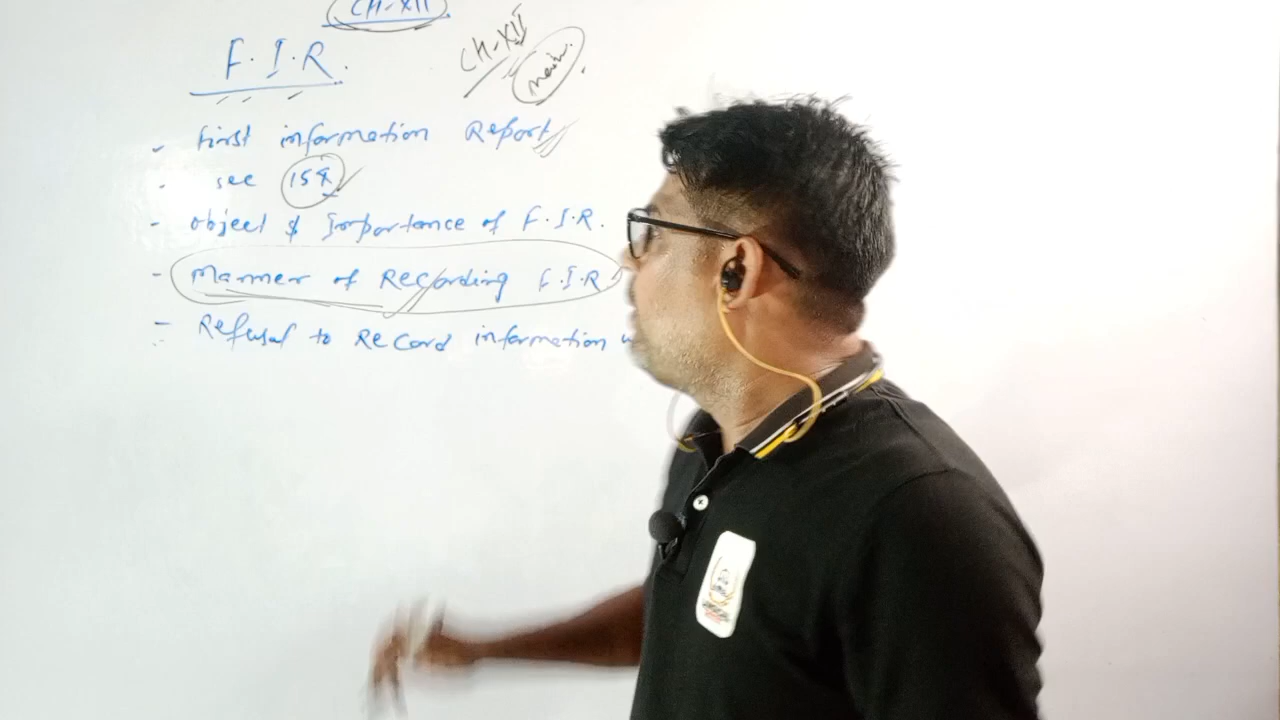 CH-XII
F.I.R.
CH-XII
- First information Report
- see 154
- object & Importance of F.I.R.
- Manner of Recording F.I.R
- Refusal to Record information